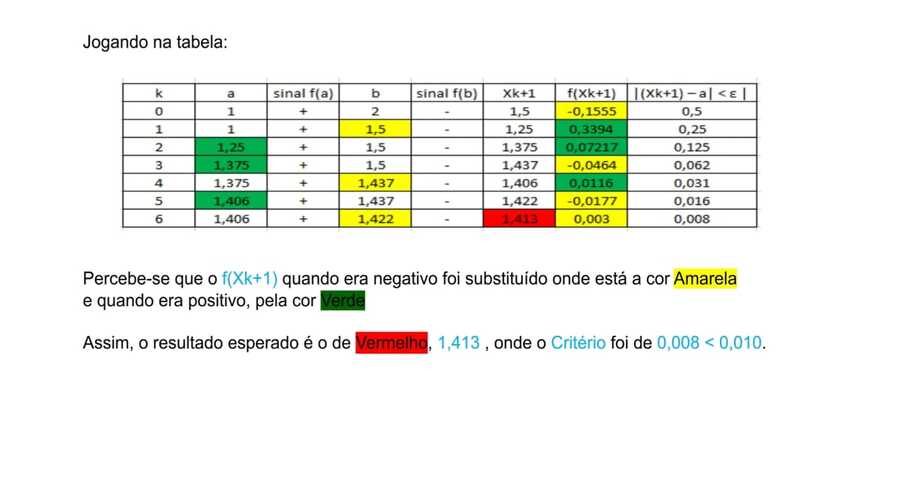 Jogando na tabela:
k a sinal f(a) b sinal f(b) Xk+1 f(Xk+1) |(Xk+1) – a| < ε |
0 1 + 2 - 1,5 -0,1555 0,5
1 1 + 1,5 - 1,25 0,3394 0,25
2 1,25 + 1,5 - 1,375 0,07217 0,125
3 1,375 + 1,5 - 1,437 -0,0464 0,062
4 1,375 + 1,437 - 1,406 0,0116 0,031
5 1,406 + 1,437 - 1,422 -0,0177 0,016
6 1,406 + 1,422 - 1,413 0,003 0,008
Percebe-se que o f(Xk+1) quando era negativo foi substituído onde está a cor Amarela
e quando era positivo, pela cor Verde
Assim, o resultado esperado é o de Vermelho, 1,413 , onde o Critério foi de 0,008 < 0,010.